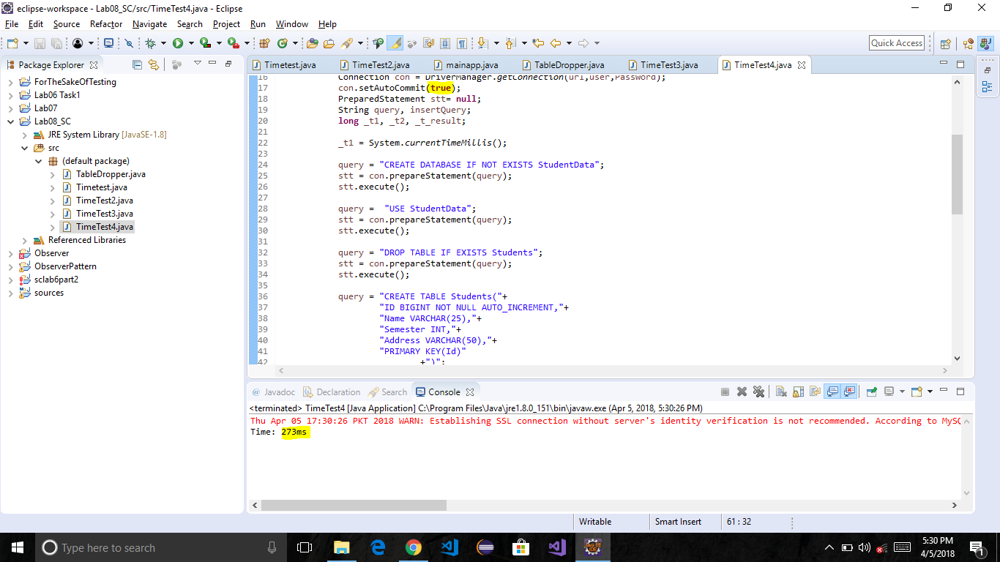 eclipse-workspace - Lab08_SC/src/TimeTest4.java - Eclipse
File Edit Source Refactor Navigate Search Project Run Window Help
Quick Access
Package Explorer
ForTheSakeOfTesting
Lab06 Task1
Lab07
Lab08_SC
JRE System Library [JavaSE-1.8]
src
(default package)
TableDropper.java
Timetest.java
TimeTest2.java
TimeTest3.java
TimeTest4.java
Referenced Libraries
Observer
ObserverPattern
sclab6part2
sources
Timetest.java TimeTest2.java mainapp.java TableDropper.java TimeTest3.java TimeTest4.java
16 Connection con = DriverManager.getConnection(url,user,Password);
17 con.setAutoCommit(true);
18 PreparedStatement stt= null;
19 String query, insertQuery;
20 long _t1, _t2, _t_result;
21
22 _t1 = System.currentTimeMillis();
23
24 query = "CREATE DATABASE IF NOT EXISTS StudentData";
25 stt = con.prepareStatement(query);
26 stt.execute();
27
28 query =  "USE StudentData";
29 stt = con.prepareStatement(query);
30 stt.execute();
31
32 query = "DROP TABLE IF EXISTS Students";
33 stt = con.prepareStatement(query);
34 stt.execute();
35
36 query = "CREATE TABLE Students("+
37 "ID BIGINT NOT NULL AUTO_INCREMENT,"+
38 "Name VARCHAR(25),"+
39 "Semester INT,"+
40 "Address VARCHAR(50),"+
41 "PRIMARY KEY(Id)"
42 +")";
Javadoc Declaration Search Console
<terminated> TimeTest4 [Java Application] C:\Program Files\Java\jre1.8.0_151\bin\javaw.exe (Apr 5, 2018, 5:30:26 PM)
Thu Apr 05 17:30:26 PKT 2018 WARN: Establishing SSL connection without server's identity verification is not recommended. According to MySQ
Time: 273ms
Writable Smart Insert 61 : 32
Type here to search
5:30 PM
4/5/2018
1